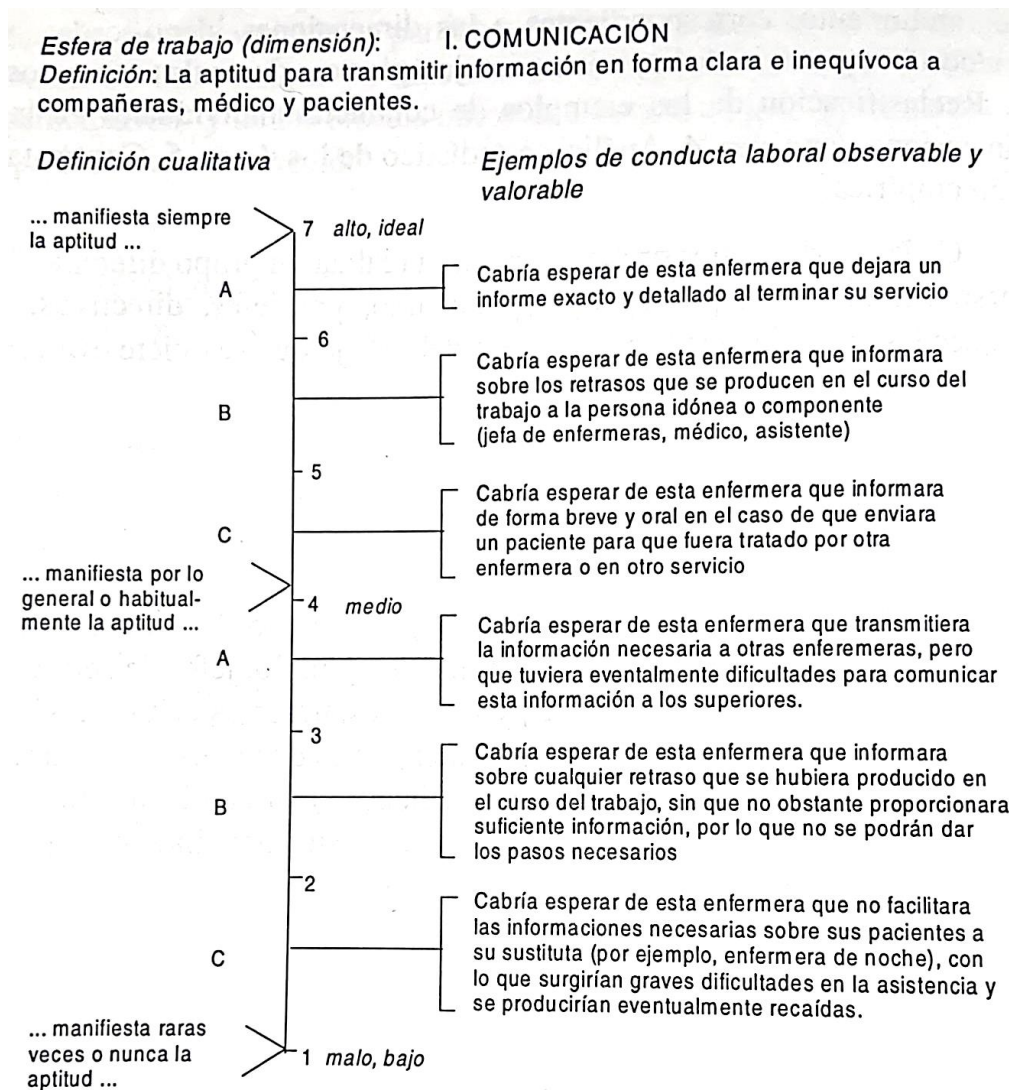 Esfera de trabajo (dimensión): I. COMUNICACIÓN
Definición: La aptitud para transmitir información en forma clara e inequívoca a
compañeras, médico y pacientes.
Definición cualitativa
Ejemplos de conducta laboral observable y
valorable
... manifiesta siempre
la aptitud ...
7 alto, ideal
A
Cabría esperar de esta enfermera que dejara un
informe exacto y detallado al terminar su servicio
6
B
Cabría esperar de esta enfermera que informara
sobre los retrasos que se producen en el curso del
trabajo a la persona idónea o componente
(jefa de enfermeras, médico, asistente)
5
C
Cabría esperar de esta enfermera que informara
de forma breve y oral en el caso de que enviara
un paciente para que fuera tratado por otra
enfermera o en otro servicio
... manifiesta por lo
general o habitual-
mente la aptitud ...
4 medio
A
Cabría esperar de esta enfermera que transmitiera
la información necesaria a otras enferemeras, pero
que tuviera eventalmente dificultades para comunicar
esta información a los superiores.
3
B
Cabría esperar de esta enfermera que informara
sobre cualquier retraso que se hubiera producido en
el curso del trabajo, sin que no obstante proporcionara
suficiente información, por lo que no se podrán dar
los pasos necesarios
2
C
Cabría esperar de esta enfermera que no facilitara
las informaciones necesarias sobre sus pacientes a
su sustituta (por ejemplo, enfermera de noche), con
lo que surgirían graves dificultades en la asistencia y
se producirían eventualmente recaídas.
... manifiesta raras
veces o nunca la
aptitud ...
1 malo, bajo